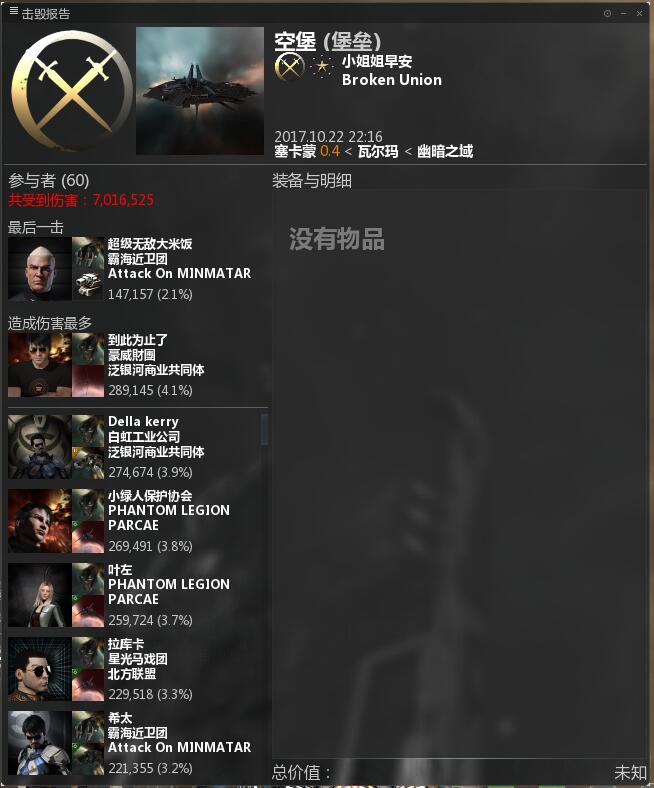 击毁报告
空堡 (堡垒)
小姐姐早安
Broken Union
2017.10.22 22:16
塞卡蒙 0.4 < 瓦尔玛 < 幽暗之域
参与者 (60)
共受到伤害：7,016,525
最后一击
超级无敌大米饭
霸海近卫团
Attack On MINMATAR
147,157 (2.1%)
造成伤害最多
到此为止了
豪威財團
泛银河商业共同体
289,145 (4.1%)
Della kerry
白虹工业公司
泛银河商业共同体
274,674 (3.9%)
小绿人保护协会
PHANTOM LEGION
PARCAE
269,491 (3.8%)
叶左
PHANTOM LEGION
PARCAE
259,724 (3.7%)
拉库卡
星光马戏团
北方联盟
229,518 (3.3%)
希太
霸海近卫团
Attack On MINMATAR
221,355 (3.2%)
装备与明细
没有物品
总价值：
未知